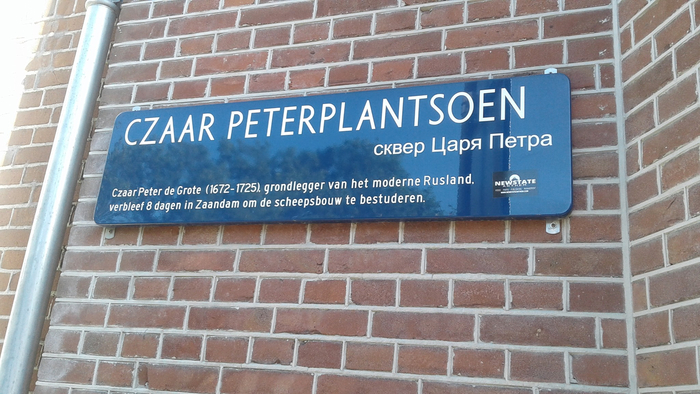 CZAAR PETERPLANTSOEN
сквер Царя Петра
Czaar Peter de Grote (1672-1725), grondlegger van het moderne Rusland,
verbleef 8 dagen in Zaandam om de scheepsbouw te bestuderen.
NEWSTATE